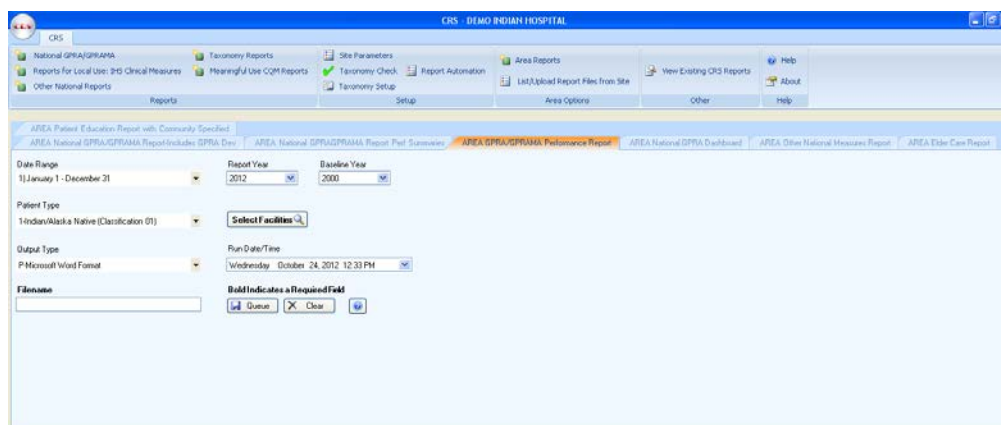 CRS - DEMO INDIAN HOSPITAL
CRS
National GPRA/GPRAMA
Reports for Local Use: IHS Clinical Measures
Other National Reports
Taxonomy Reports
Meaningful Use CQM Reports
Reports
Site Parameters
Taxonomy Check
Report Automation
Taxonomy Setup
Setup
Area Reports
List/Upload Report Files from Site
Area Options
View Existing CRS Reports
Other
Help
About
Help
AREA Patient Education Report with Community Specified
AREA National GPRA/GPRAMA Report-Includes GPRA Dev
AREA National GPRA/GPRAMA Report Perf Summaries
AREA GPRA/GPRAMA Performance Report
AREA National GPRA Dashboard
AREA Other National Measures Report
AREA Elder Care Report
Date Range
Report Year
Baseline Year
1) January 1 - December 31
2012
2000
Patient Type
1-Indian/Alaska Native (Classification 01)
Select Facilities
Output Type
Run Date/Time
P-Microsoft Word Format
Wednesday October 24, 2012 12:33 PM
Filename
Bold Indicates a Required Field
Queue
Clear